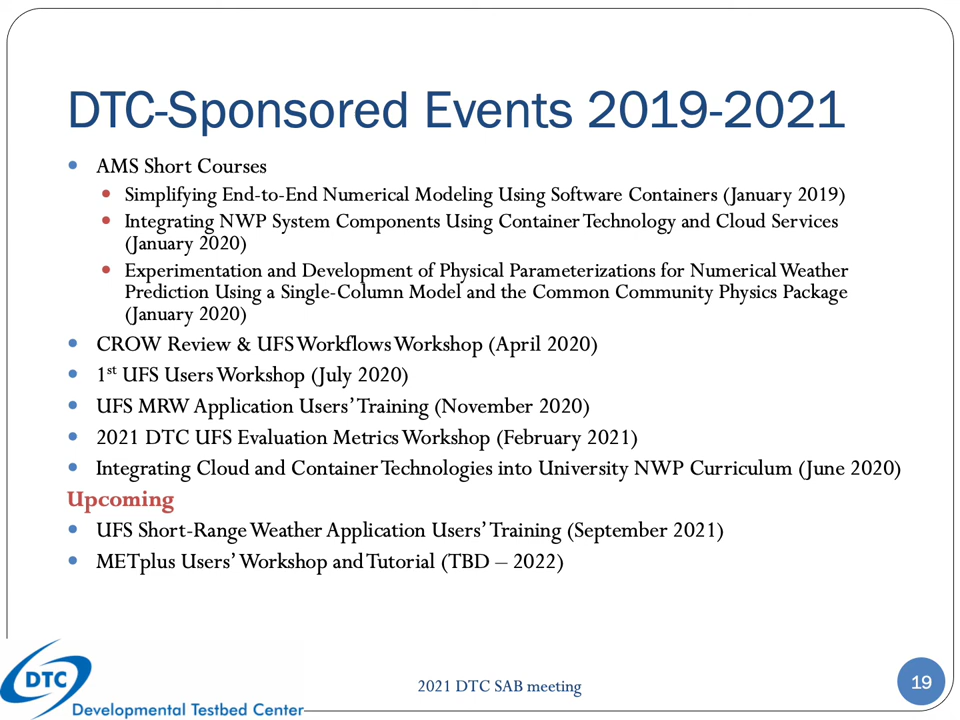 DTC-Sponsored Events 2019-2021
• AMS Short Courses
• Simplifying End-to-End Numerical Modeling Using Software Containers (January 2019)
• Integrating NWP System Components Using Container Technology and Cloud Services
(January 2020)
• Experimentation and Development of Physical Parameterizations for Numerical Weather
Prediction Using a Single-Column Model and the Common Community Physics Package
(January 2020)
• CROW Review & UFS Workflows Workshop (April 2020)
• 1st UFS Users Workshop (July 2020)
• UFS MRW Application Users’ Training (November 2020)
• 2021 DTC UFS Evaluation Metrics Workshop (February 2021)
• Integrating Cloud and Container Technologies into University NWP Curriculum (June 2020)
Upcoming
• UFS Short-Range Weather Application Users’ Training (September 2021)
• METplus Users’ Workshop and Tutorial (TBD – 2022)
DTC
Developmental Testbed Center
2021 DTC SAB meeting
19